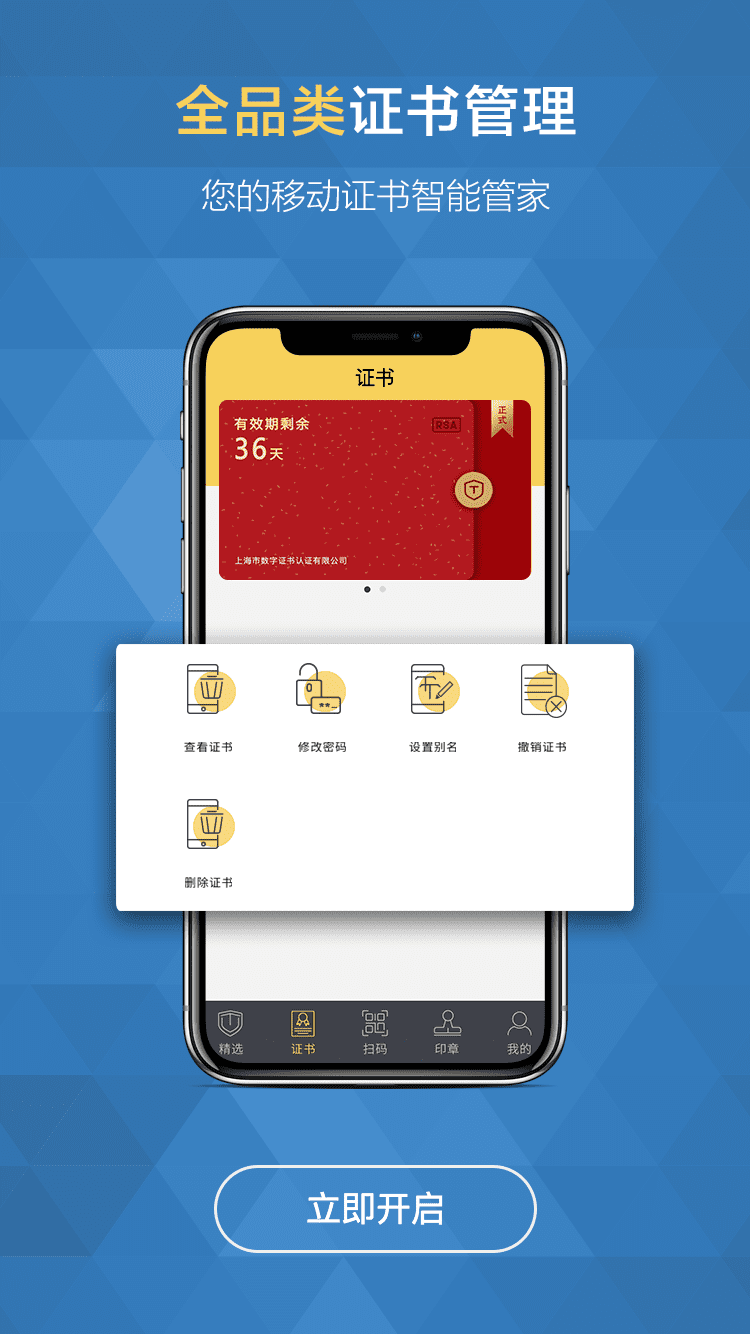 全品类证书管理
您的移动证书智能管家
证书
有效期剩余
36天
RSA
正式
上海市数字证书认证有限公司
查看证书 修改密码 设置别名 撤销证书
删除证书
精选 证书 扫码 印章 我的
立即开启